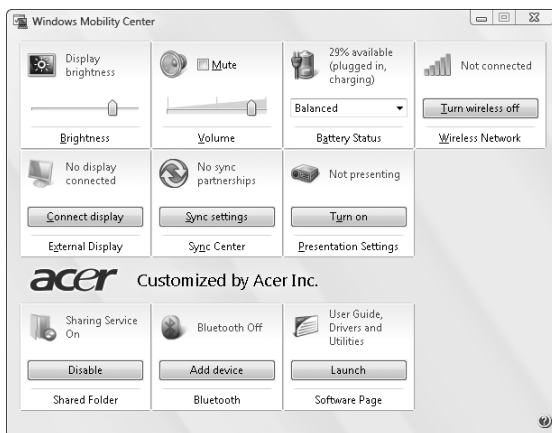 Windows Mobility Center
Display
brightness
Brightness
Mute
Volume
29% available
(plugged in,
charging)
Balanced
Battery Status
Not connected
Turn wireless off
Wireless Network
No display
connected
Connect display
External Display
No sync
partnerships
Sync settings
Sync Center
Not presenting
Turn on
Presentation Settings
acer Customized by Acer Inc.
Sharing Service
On
Disable
Shared Folder
Bluetooth Off
Add device
Bluetooth
User Guide,
Drivers and
Utilities
Launch
Software Page